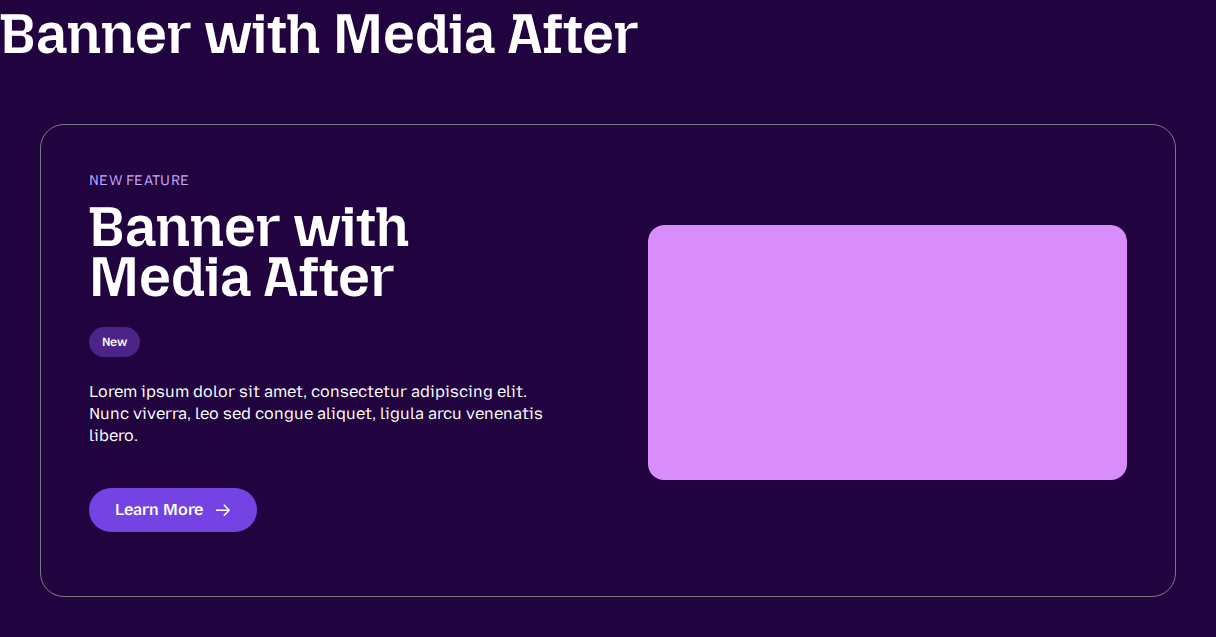 Banner with Media After
NEW FEATURE
Banner with
Media After
New
Lorem ipsum dolor sit amet, consectetur adipiscing elit.
Nunc viverra, leo sed congue aliquet, ligula arcu venenatis
libero.
Learn More